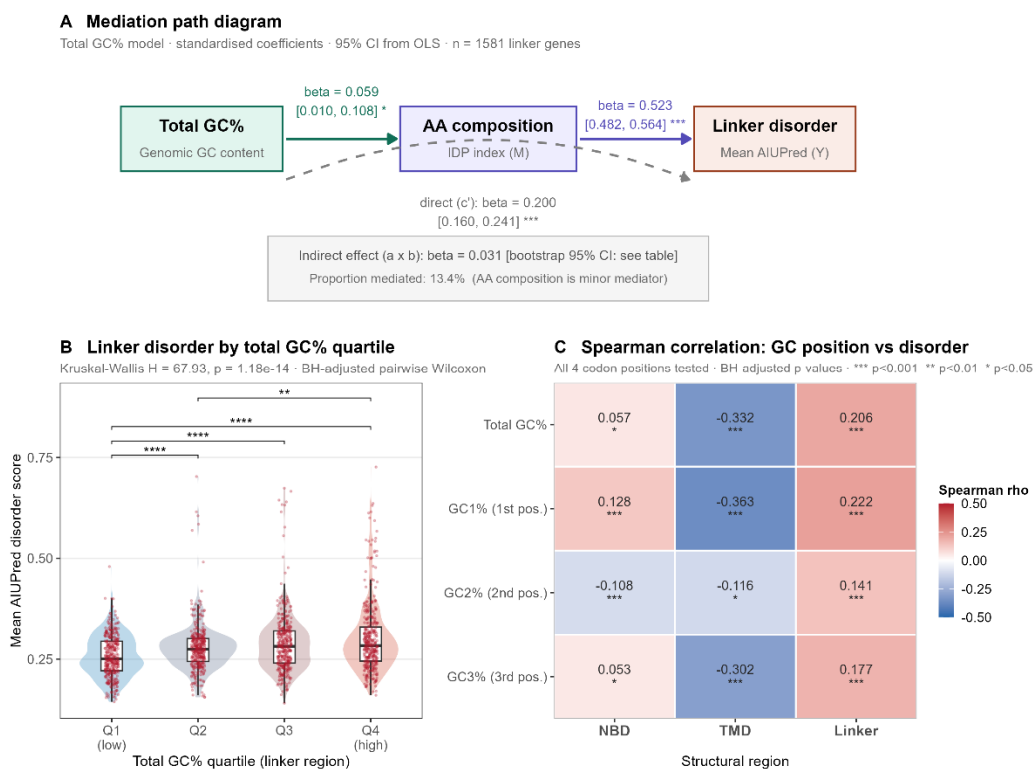 A Mediation path diagram
Total GC% model · standardised coefficients · 95% CI from OLS · n = 1581 linker genes
beta = 0.059
[0.010, 0.108] *
beta = 0.523
[0.482, 0.564] ***
Total GC%
Genomic GC content
AA composition
IDP index (M)
Linker disorder
Mean AIUPred (Y)
direct (c'): beta = 0.200
[0.160, 0.241] ***
Indirect effect (a x b): beta = 0.031 [bootstrap 95% CI: see table]
Proportion mediated: 13.4% (AA composition is minor mediator)
B Linker disorder by total GC% quartile
Kruskal-Wallis H = 67.93, p = 1.18e-14 · BH-adjusted pairwise Wilcoxon
**
****
****
****
0.75
0.50
0.25
Mean AIUPred disorder score
Q1
(low)
Q2
Q3
Q4
(high)
Total GC% quartile (linker region)
C Spearman correlation: GC position vs disorder
All 4 codon positions tested · BH adjusted p values · *** p<0.001 ** p<0.01 * p<0.05
Total GC%
0.057
*
-0.332
***
0.206
***
GC1% (1st pos.)
0.128
***
-0.363
***
0.222
***
GC2% (2nd pos.)
-0.108
***
-0.116
*
0.141
***
GC3% (3rd pos.)
0.053
*
-0.302
***
0.177
***
NBD
TMD
Linker
Structural region
Spearman rho
0.50
0.25
0.00
-0.25
-0.50